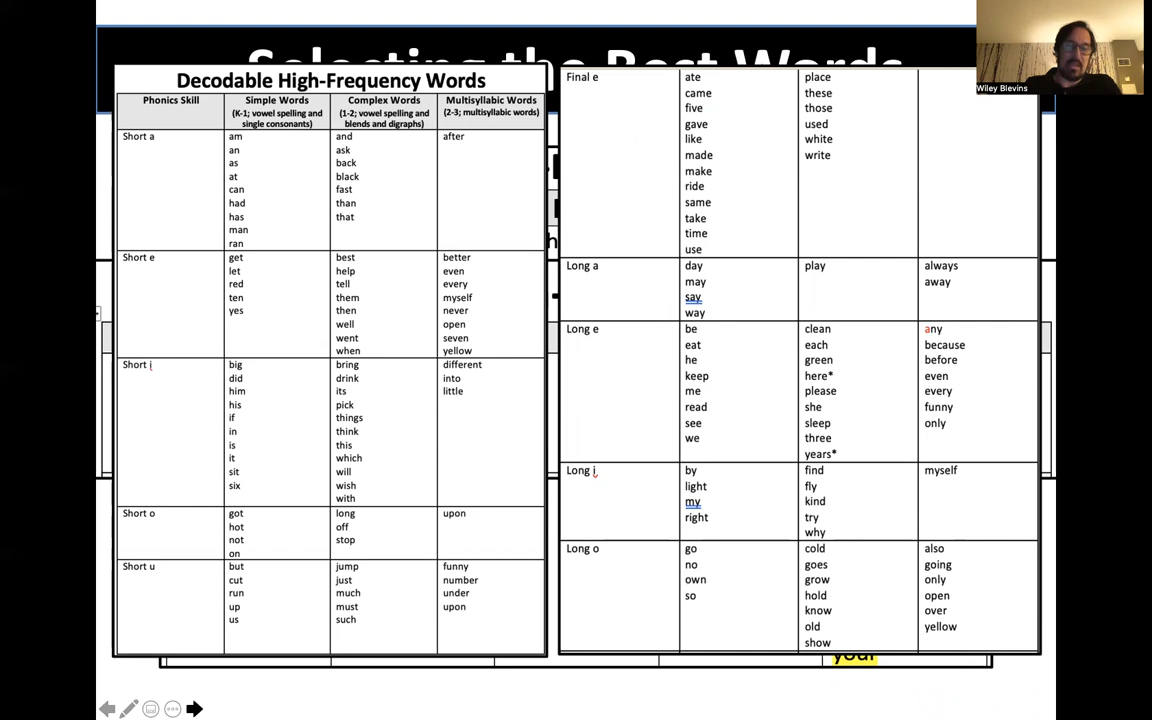 Selecting the Best Words
Wiley Blevins
Decodable High-Frequency Words
Phonics Skill
Simple Words
(K-1; vowel spelling and
single consonants)
Complex Words
(1-2; vowel spelling and
blends and digraphs)
Multisyllabic Words
(2-3; multisyllabic words)
Short a
am
an
as
at
can
had
has
man
ran
and
ask
back
black
fast
than
that
after
Short e
get
let
red
ten
yes
best
help
tell
them
then
well
went
when
better
even
every
myself
never
open
seven
yellow
Short i
big
did
him
his
if
in
is
it
sit
six
bring
drink
its
pick
things
think
this
which
will
wish
with
different
into
little
Short o
got
hot
not
on
long
off
stop
upon
Short u
but
cut
run
up
us
jump
just
much
must
such
funny
number
under
upon
Final e
ate
came
five
gave
like
made
make
ride
same
take
time
use
place
these
those
used
white
write
Long a
day
may
say
way
play
always
away
Long e
be
eat
he
keep
me
read
see
we
clean
each
green
here*
please
she
sleep
three
years*
any
because
before
even
every
funny
only
Long i
by
light
my
right
find
fly
kind
try
why
myself
Long o
go
no
own
so
cold
goes
grow
hold
know
old
show
also
going
only
open
over
yellow
your